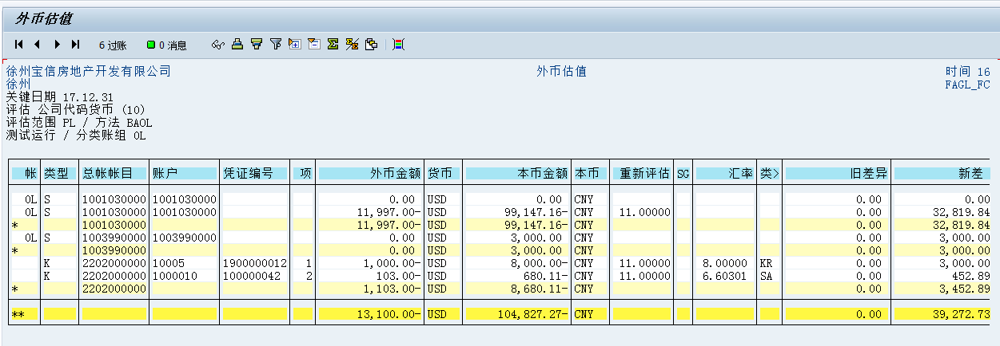 外币估值
6 过账 0 消息
徐州宝信房地产开发有限公司 外币估值 时间 16
徐州 FAGL_FC
关键日期 17.12.31
评估 公司代码货币 (10)
评估范围 PL / 方法 BAOL
测试运行 / 分类账组 0L
帐 类型 总帐帐目 账户 凭证编号 项 外币金额 货币 本币金额 本币 重新评估 SG 汇率 类> 旧差异 新差
0L S 1001030000 1001030000 0.00 USD 0.00 CNY 0.00 0.00
0L S 1001030000 1001030000 11,997.00- USD 99,147.16- CNY 11.00000 0.00 32,819.84
* 1001030000 11,997.00- USD 99,147.16- CNY 0.00 32,819.84
0L S 1003990000 1003990000 0.00 USD 3,000.00 CNY 0.00 3,000.00
* 1003990000 0.00 USD 3,000.00 CNY 0.00 3,000.00
K 2202000000 10005 1900000012 1 1,000.00- USD 8,000.00- CNY 11.00000 8.00000 KR 0.00 3,000.00
K 2202000000 1000010 100000042 2 103.00- USD 680.11- CNY 11.00000 6.60301 SA 0.00 452.89
* 2202000000 1,103.00- USD 8,680.11- CNY 0.00 3,452.89
** 13,100.00- USD 104,827.27- CNY 0.00 39,272.73